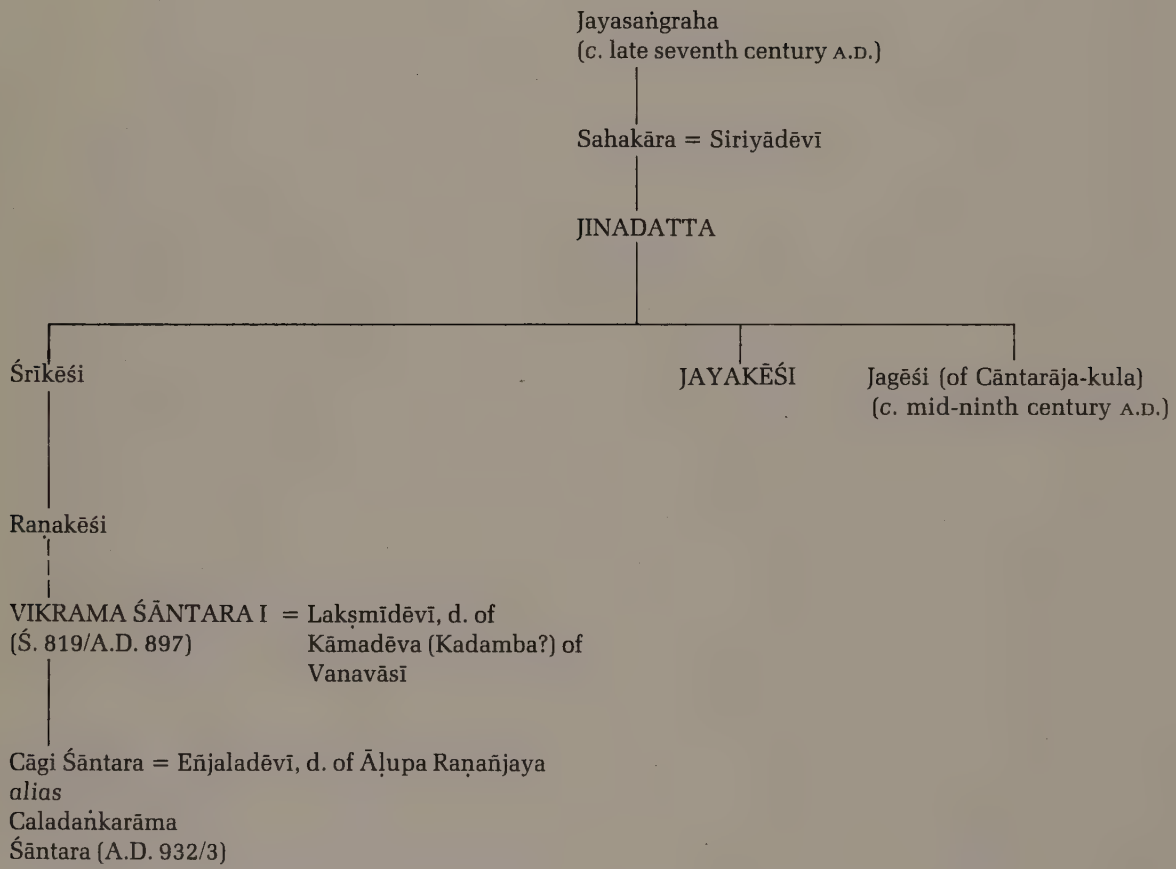 Jayasaṅgraha
(c. late seventh century A.D.)
Sahakāra = Siriyādēvī
JINADATTA
Śrīkēśi
JAYAKĒŚI
Jagēśi (of Cāntarāja-kula)
(c. mid-ninth century A.D.)
Raṇakēśi
VIKRAMA ŚĀNTARA I = Lakṣmīdēvī, d. of
(Ś. 819/A.D. 897) Kāmadēva (Kadamba?) of
Vanavāsī
Cāgi Śāntara = Eñjaladēvī, d. of Āḷupa Raṇañjaya
alias
Caladaṅkarāma
Śāntara (A.D. 932/3)